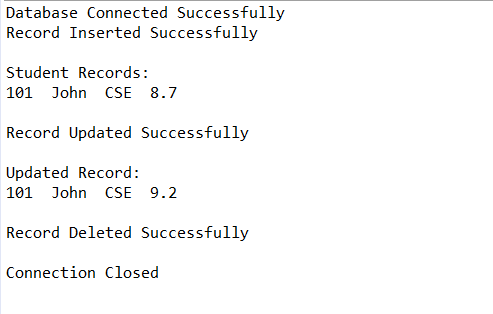 Database Connected Successfully
Record Inserted Successfully
Student Records:
101  John  CSE  8.7
Record Updated Successfully
Updated Record:
101  John  CSE  9.2
Record Deleted Successfully
Connection Closed